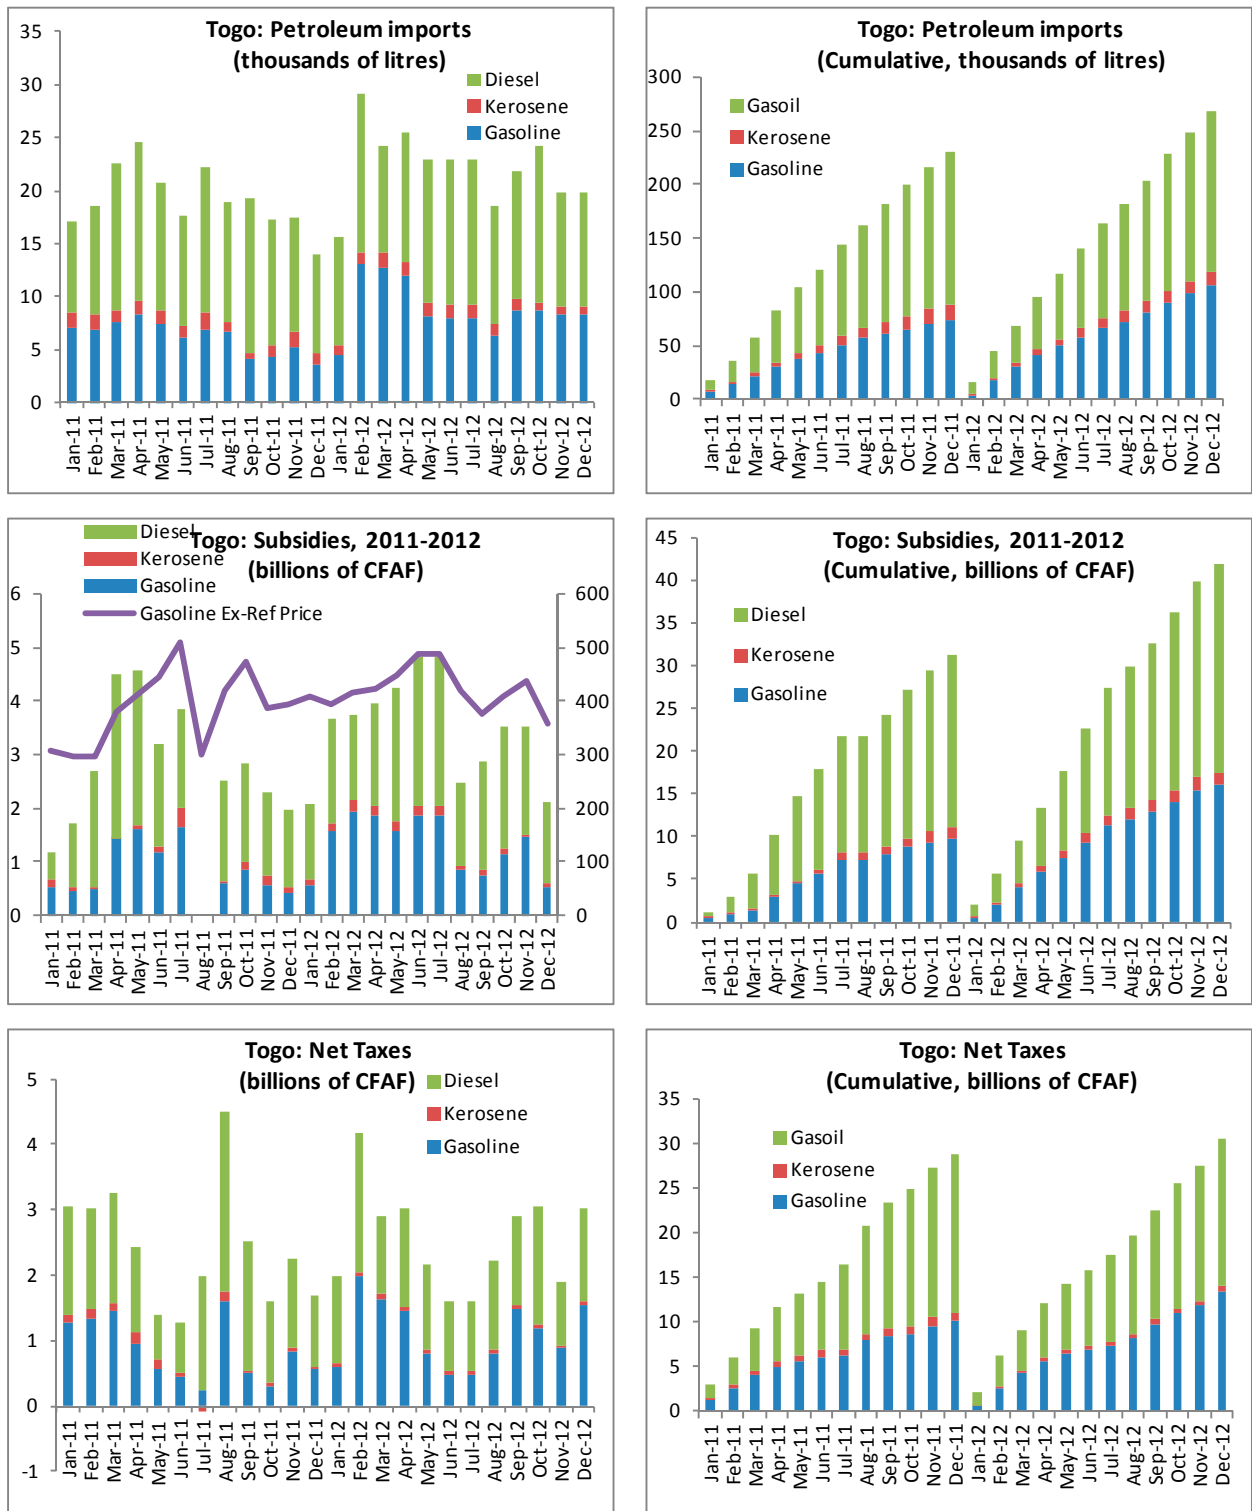 Togo: Petroleum imports
(thousands of litres)
Diesel
Kerosene
Gasoline
35
30
25
20
15
10
5
0
Jan-11
Feb-11
Mar-11
Apr-11
May-11
Jun-11
Jul-11
Aug-11
Sep-11
Oct-11
Nov-11
Dec-11
Jan-12
Feb-12
Mar-12
Apr-12
May-12
Jun-12
Jul-12
Aug-12
Sep-12
Oct-12
Nov-12
Dec-12
Togo: Petroleum imports
(Cumulative, thousands of litres)
Gasoil
Kerosene
Gasoline
300
250
200
150
100
50
0
Jan-11
Feb-11
Mar-11
Apr-11
May-11
Jun-11
Jul-11
Aug-11
Sep-11
Oct-11
Nov-11
Dec-11
Jan-12
Feb-12
Mar-12
Apr-12
May-12
Jun-12
Jul-12
Aug-12
Sep-12
Oct-12
Nov-12
Dec-12
Togo: Subsidies, 2011-2012
(billions of CFAF)
Diesel
Kerosene
Gasoline
Gasoline Ex-Ref Price
6
5
4
3
2
1
0
600
500
400
300
200
100
0
Jan-11
Feb-11
Mar-11
Apr-11
May-11
Jun-11
Jul-11
Aug-11
Sep-11
Oct-11
Nov-11
Dec-11
Jan-12
Feb-12
Mar-12
Apr-12
May-12
Jun-12
Jul-12
Aug-12
Sep-12
Oct-12
Nov-12
Dec-12
Togo: Subsidies, 2011-2012
(Cumulative, billions of CFAF)
Diesel
Kerosene
Gasoline
45
40
35
30
25
20
15
10
5
0
Jan-11
Feb-11
Mar-11
Apr-11
May-11
Jun-11
Jul-11
Aug-11
Sep-11
Oct-11
Nov-11
Dec-11
Jan-12
Feb-12
Mar-12
Apr-12
May-12
Jun-12
Jul-12
Aug-12
Sep-12
Oct-12
Nov-12
Dec-12
Togo: Net Taxes
(billions of CFAF)
Diesel
Kerosene
Gasoline
5
4
3
2
1
0
-1
Jan-11
Feb-11
Mar-11
Apr-11
May-11
Jun-11
Jul-11
Aug-11
Sep-11
Oct-11
Nov-11
Dec-11
Jan-12
Feb-12
Mar-12
Apr-12
May-12
Jun-12
Jul-12
Aug-12
Sep-12
Oct-12
Nov-12
Dec-12
Togo: Net Taxes
(Cumulative, billions of CFAF)
Gasoil
Kerosene
Gasoline
35
30
25
20
15
10
5
0
Jan-11
Feb-11
Mar-11
Apr-11
May-11
Jun-11
Jul-11
Aug-11
Sep-11
Oct-11
Nov-11
Dec-11
Jan-12
Feb-12
Mar-12
Apr-12
May-12
Jun-12
Jul-12
Aug-12
Sep-12
Oct-12
Nov-12
Dec-12